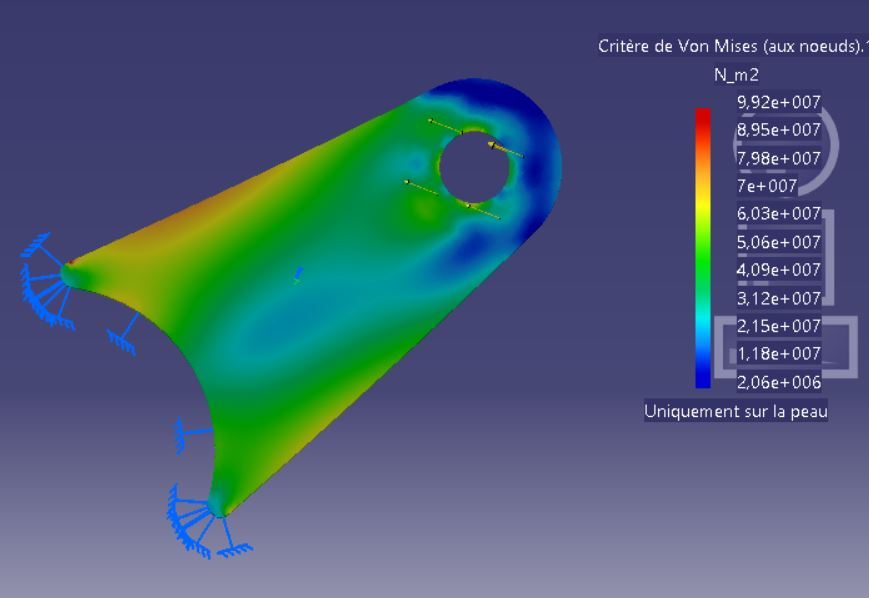 Critère de Von Mises (aux noeuds).1
N_m2
9,92e+007
8,95e+007
7,98e+007
7e+007
6,03e+007
5,06e+007
4,09e+007
3,12e+007
2,15e+007
1,18e+007
2,06e+006
Uniquement sur la peau